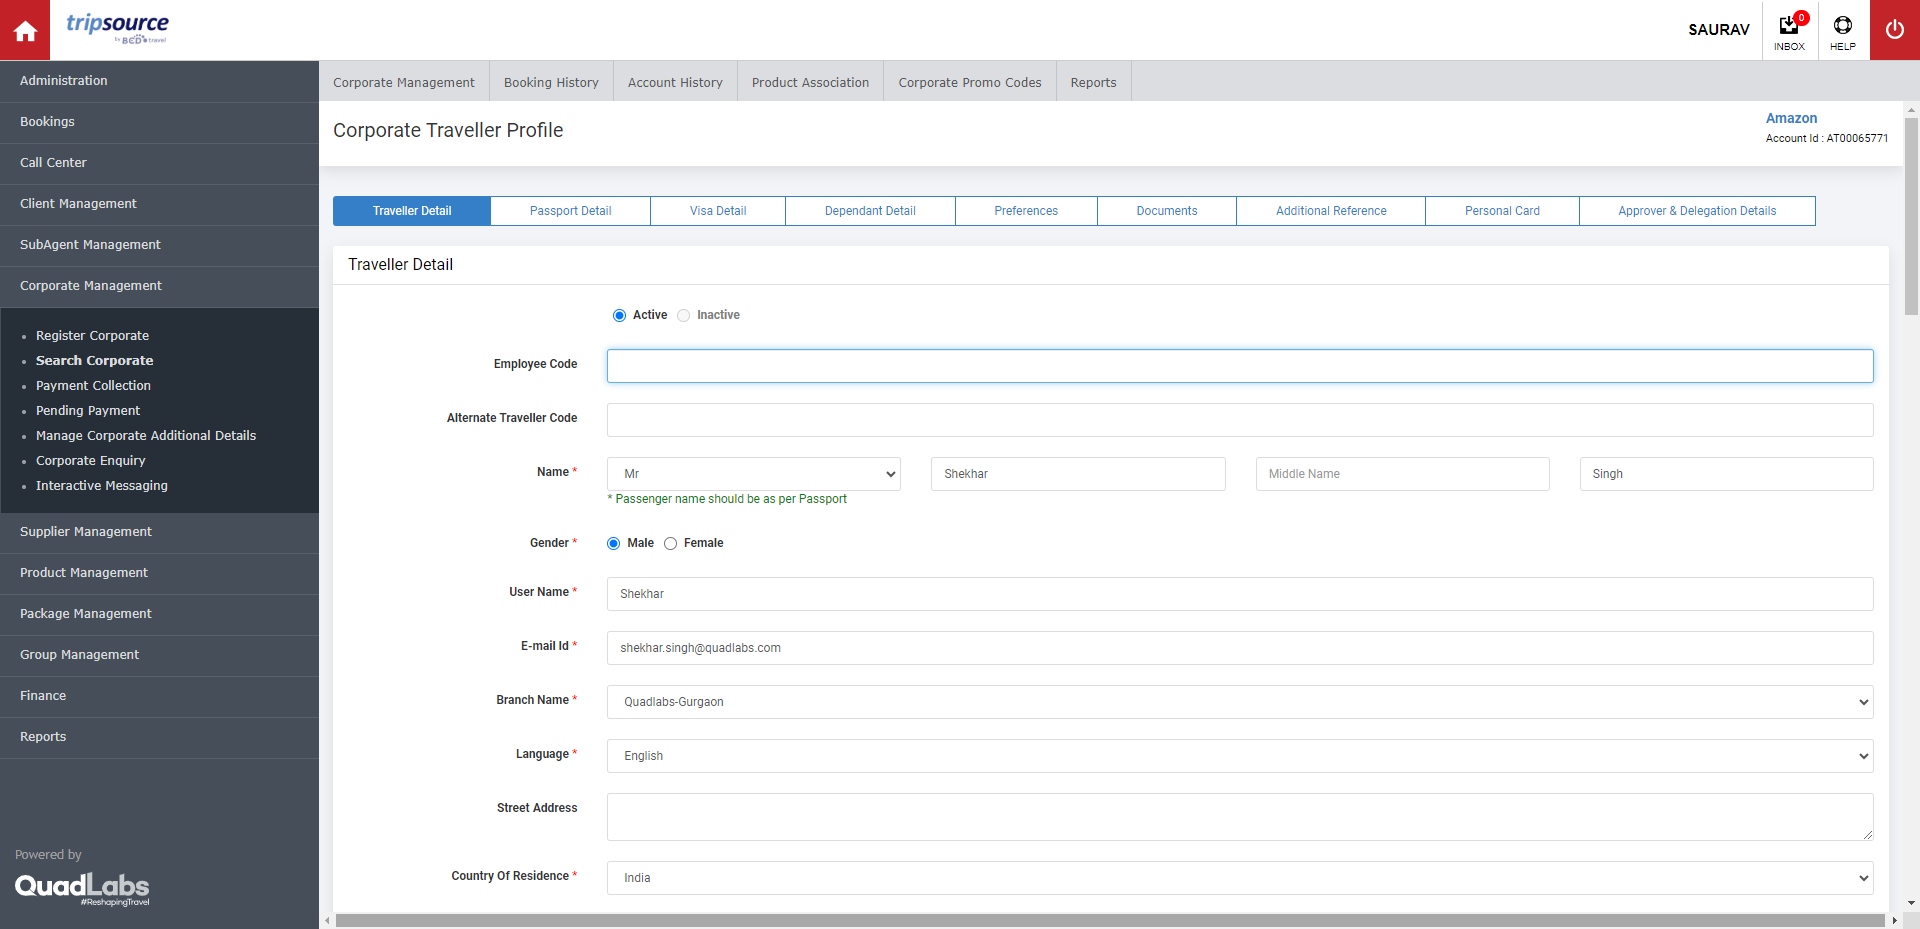 tripsource
by BCD travel
SAURAV
0
INBOX
HELP
Administration
Bookings
Call Center
Client Management
SubAgent Management
Corporate Management
Register Corporate
Search Corporate
Payment Collection
Pending Payment
Manage Corporate Additional Details
Corporate Enquiry
Interactive Messaging
Supplier Management
Product Management
Package Management
Group Management
Finance
Reports
Powered by
QuadLabs
#ReshapingTravel
Corporate Management Booking History Account History Product Association Corporate Promo Codes Reports
Corporate Traveller Profile
Amazon
Account Id : AT00065771
Traveller Detail Passport Detail Visa Detail Dependant Detail Preferences Documents Additional Reference Personal Card Approver & Delegation Details
Traveller Detail
Active Inactive
Employee Code
Alternate Traveller Code
Name * Mr Shekhar Middle Name Singh
* Passenger name should be as per Passport
Gender * Male Female
User Name * Shekhar
E-mail Id * shekhar.singh@quadlabs.com
Branch Name * Quadlabs-Gurgaon
Language * English
Street Address
Country Of Residence * India